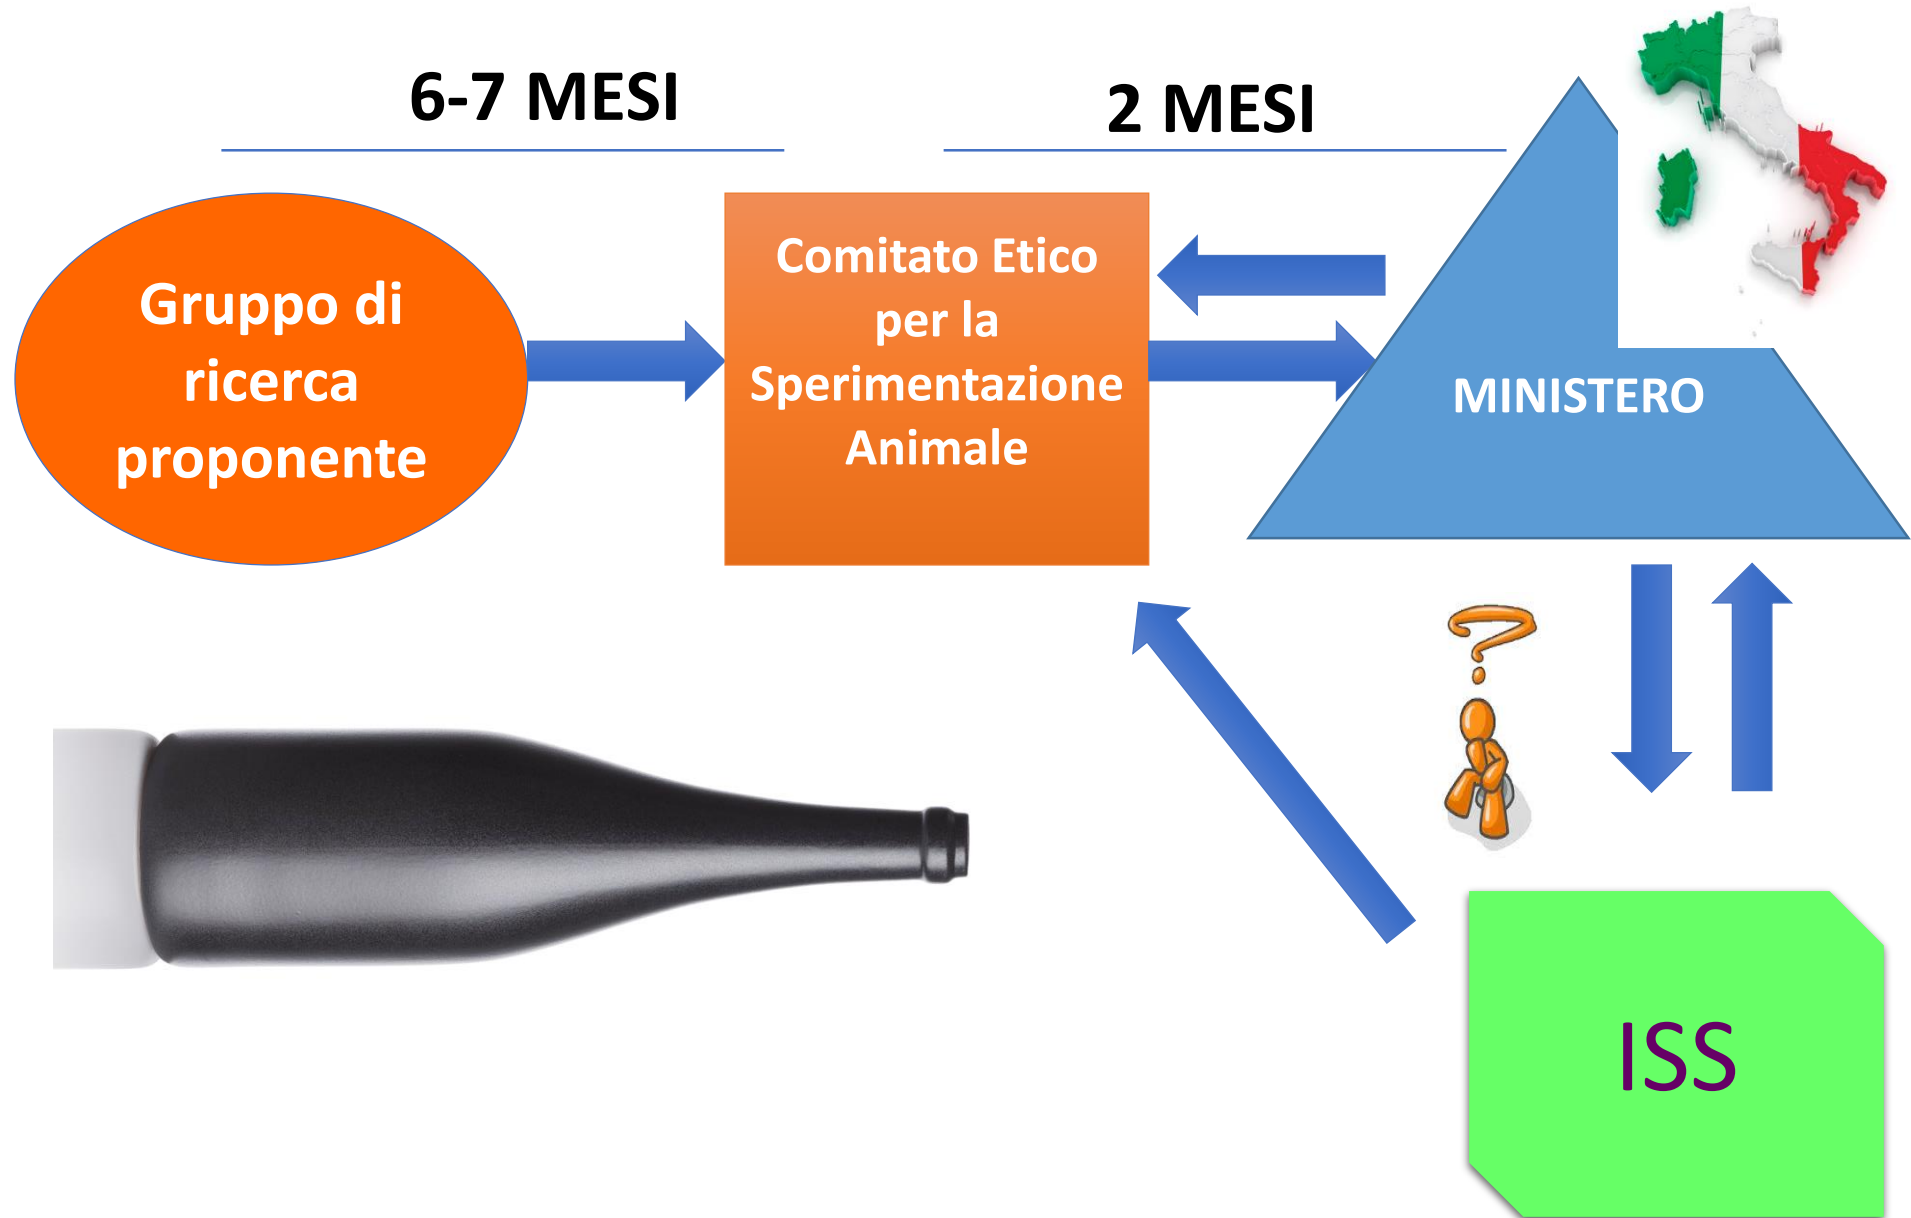 6-7 MESI
2 MESI
Gruppo di
ricerca
proponente
Comitato Etico
per la
Sperimentazione
Animale
MINISTERO
ISS